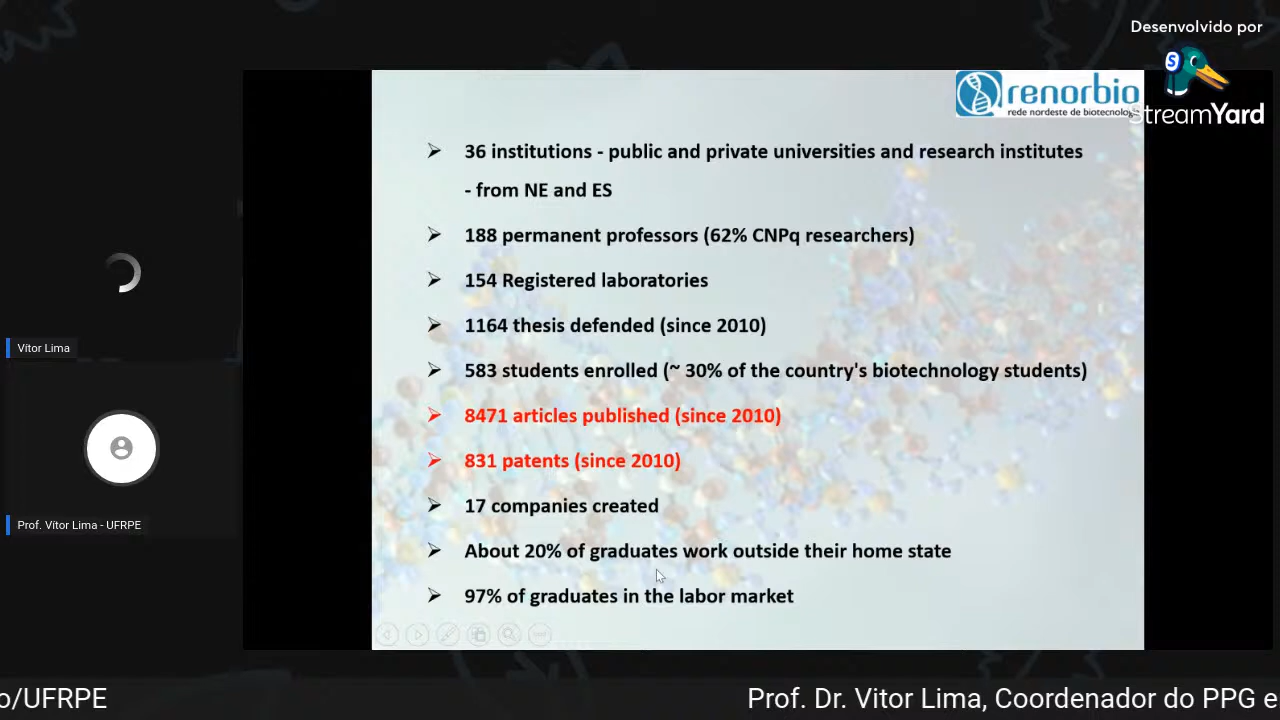 Desenvolvido por
StreamYard
renorbio
rede nordeste de biotecnologia
➢ 36 institutions - public and private universities and research institutes
- from NE and ES
➢ 188 permanent professors (62% CNPq researchers)
➢ 154 Registered laboratories
➢ 1164 thesis defended (since 2010)
➢ 583 students enrolled (~ 30% of the country's biotechnology students)
➢ 8471 articles published (since 2010)
➢ 831 patents (since 2010)
➢ 17 companies created
➢ About 20% of graduates work outside their home state
➢ 97% of graduates in the labor market
Vítor Lima
Prof. Vítor Lima - UFRPE
o/UFRPE
Prof. Dr. Vitor Lima, Coordenador do PPG e